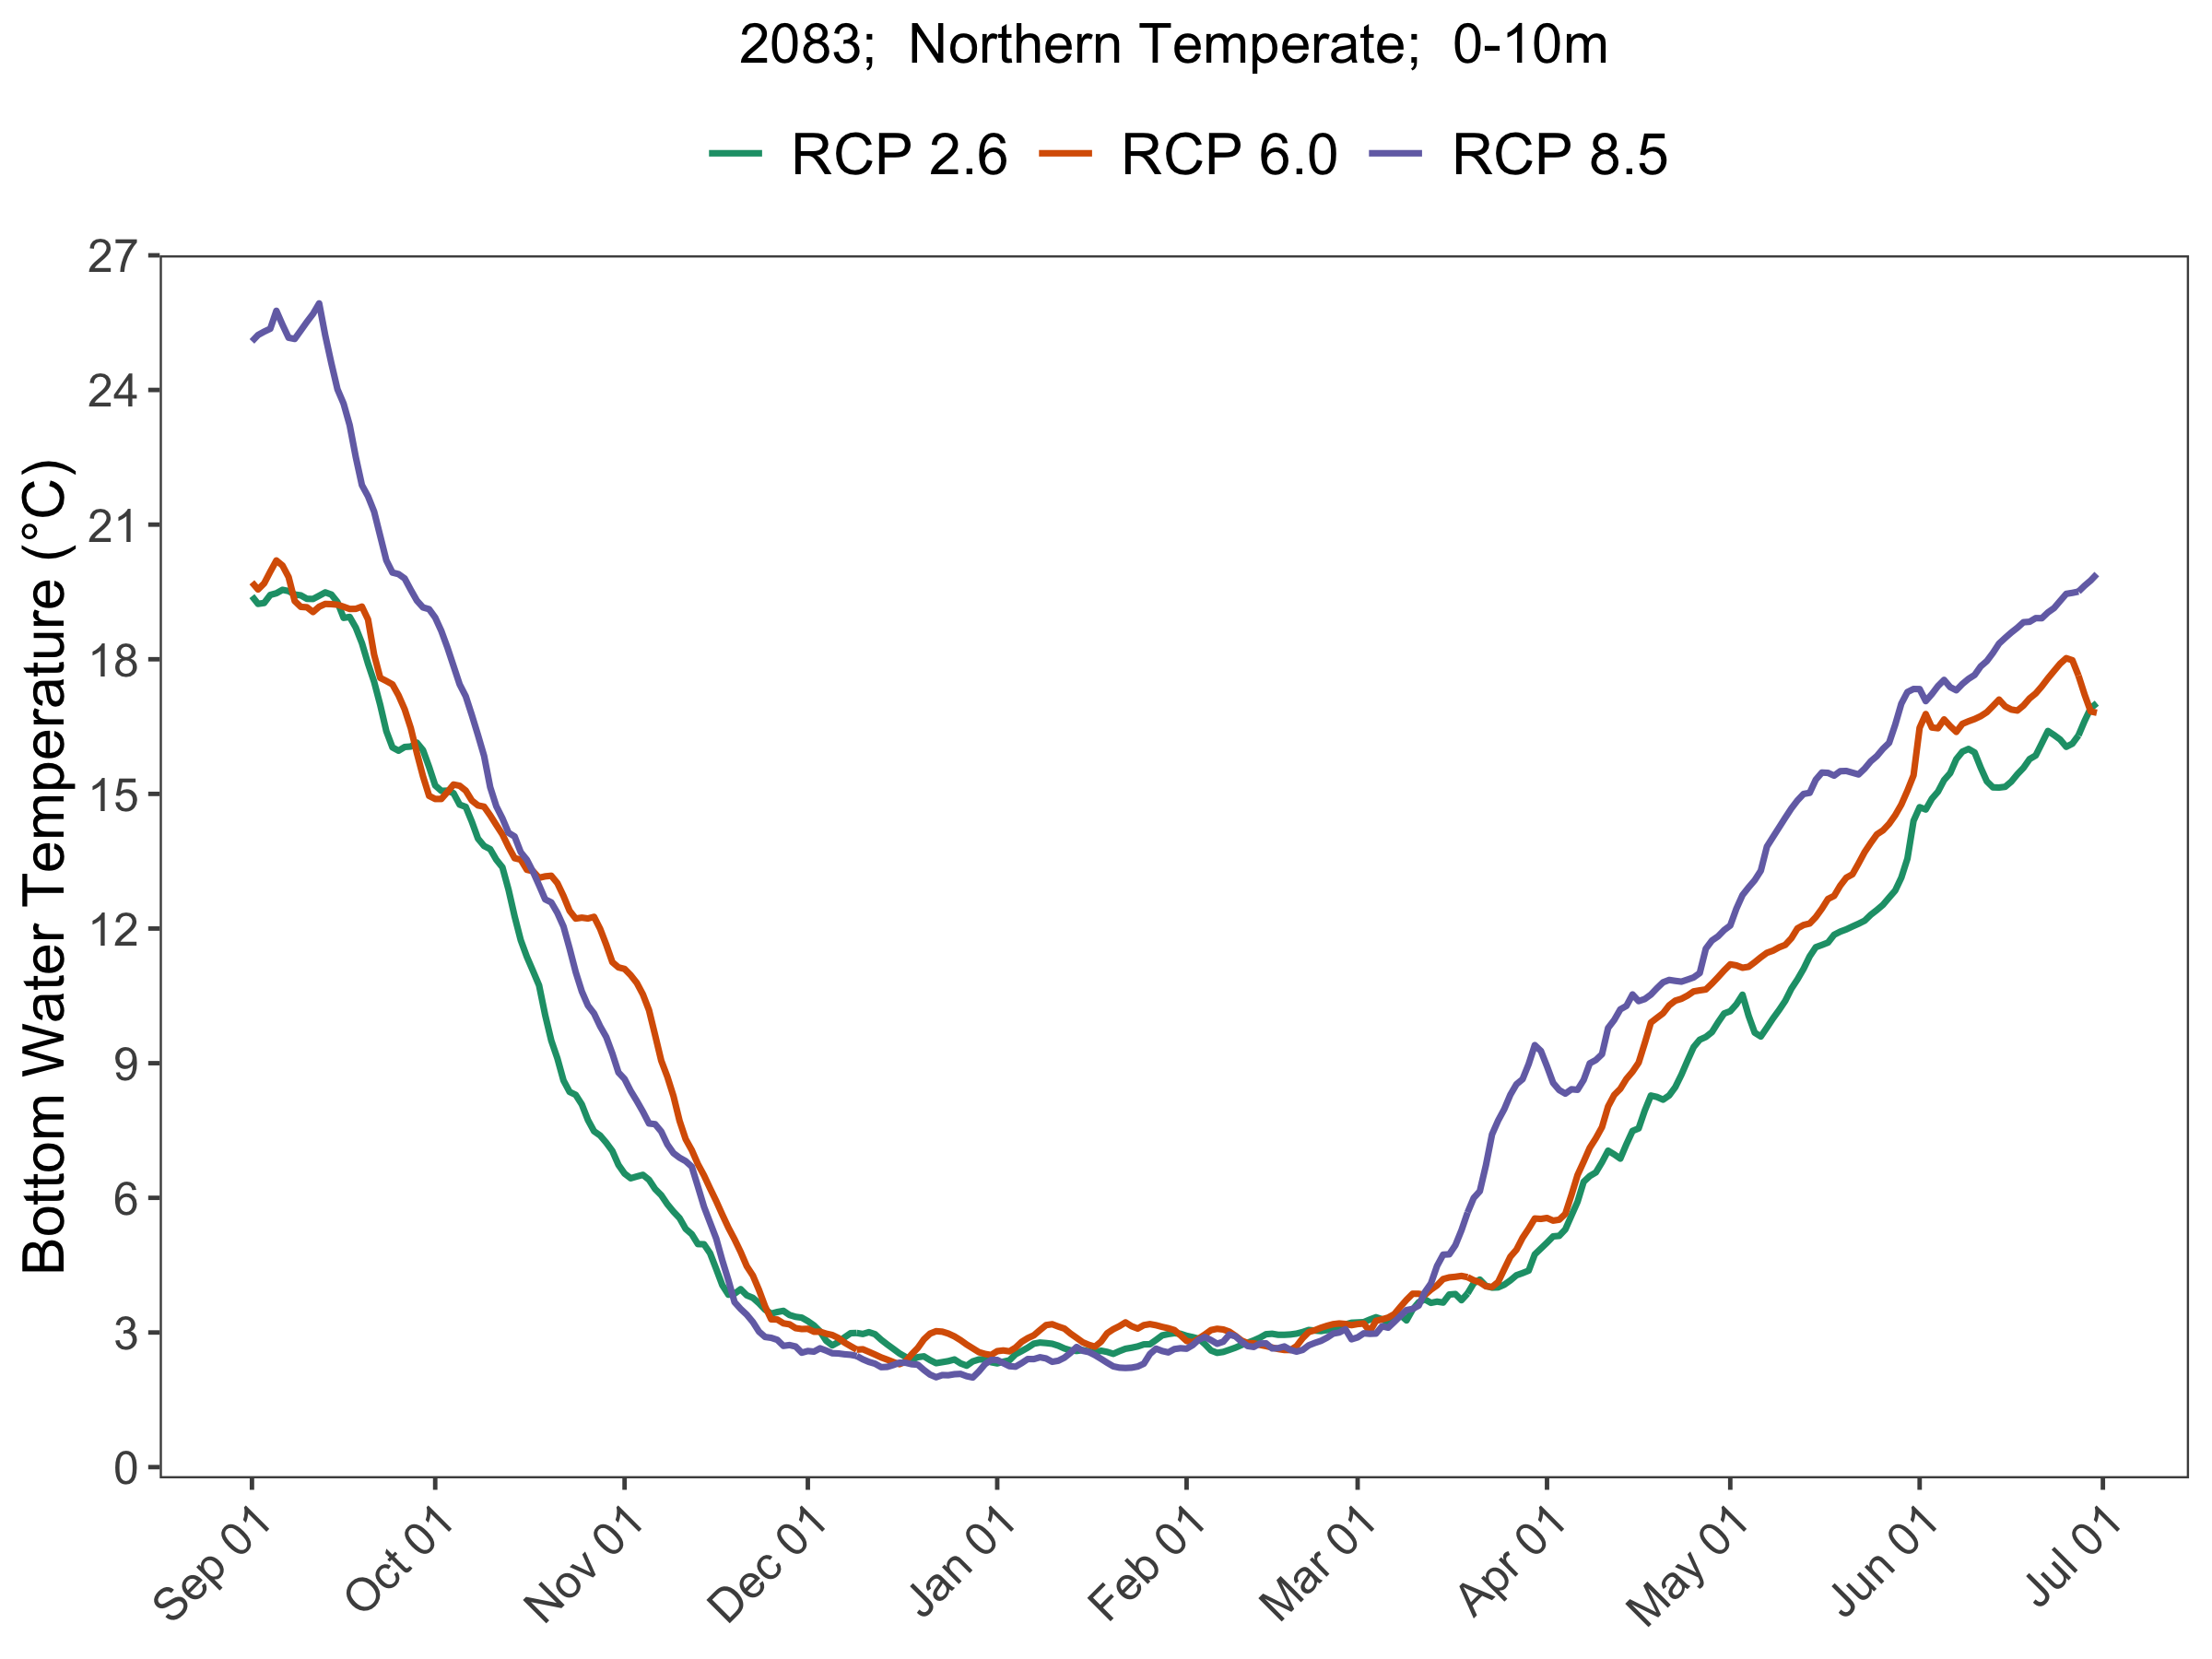 2083;  Northern Temperate;  0-10m
RCP 2.6 RCP 6.0 RCP 8.5
Bottom Water Temperature (°C)
27
24
21
18
15
12
9
6
3
0
Sep 01 Oct 01 Nov 01 Dec 01 Jan 01 Feb 01 Mar 01 Apr 01 May 01 Jun 01 Jul 01